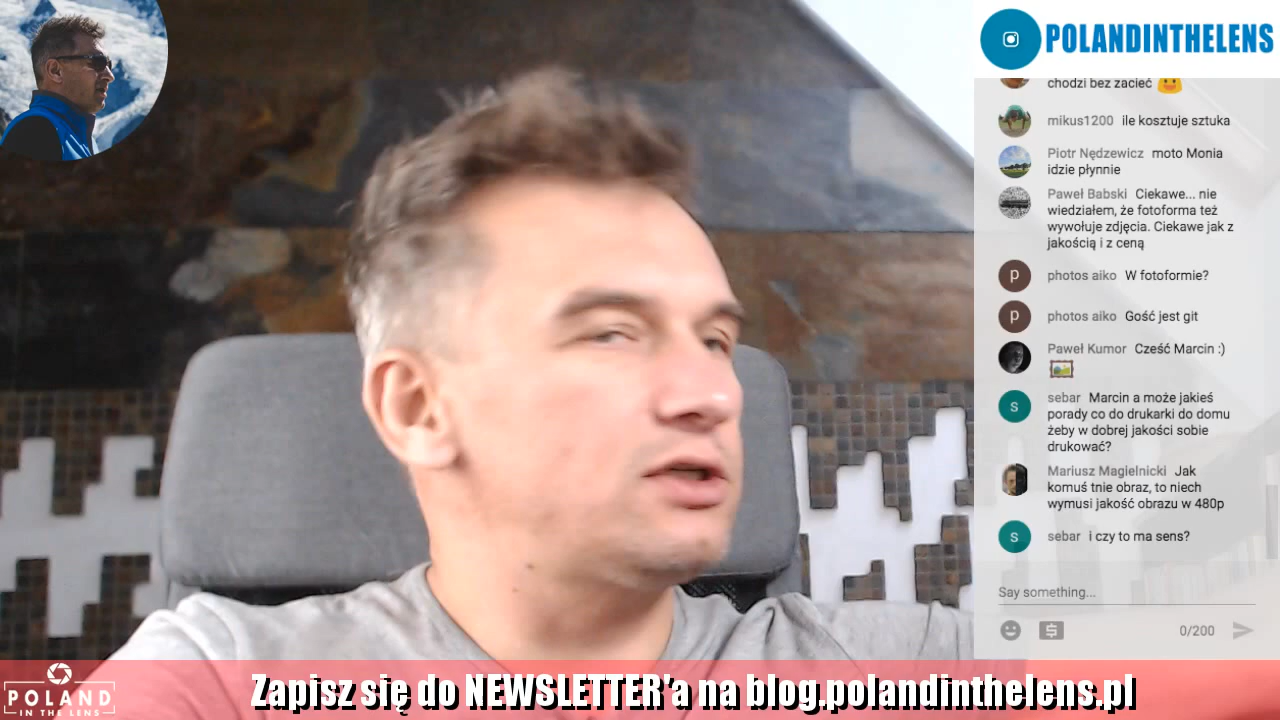 POLANDINTHELENS
chodzi bez zacieć
mikus1200 ile kosztuje sztuka
Piotr Nędzewicz moto Monia
idzie płynnie
Paweł Babski Ciekawe... nie
wiedziałem, że fotoforma też
wywołuje zdjęcia. Ciekawe jak z
jakością i z ceną
p photos aiko W fotoformie?
p photos aiko Gość jest git
Paweł Kumor Cześć Marcin :)
s sebar Marcin a może jakieś
porady co do drukarki do domu
żeby w dobrej jakości sobie
drukować?
Mariusz Magielnicki Jak
komuś tnie obraz, to niech
wymusi jakość obrazu w 480p
s sebar i czy to ma sens?
Say something...
0/200
POLAND
IN THE LENS
Zapisz się do NEWSLETTER'a na blog.polandinthelens.pl